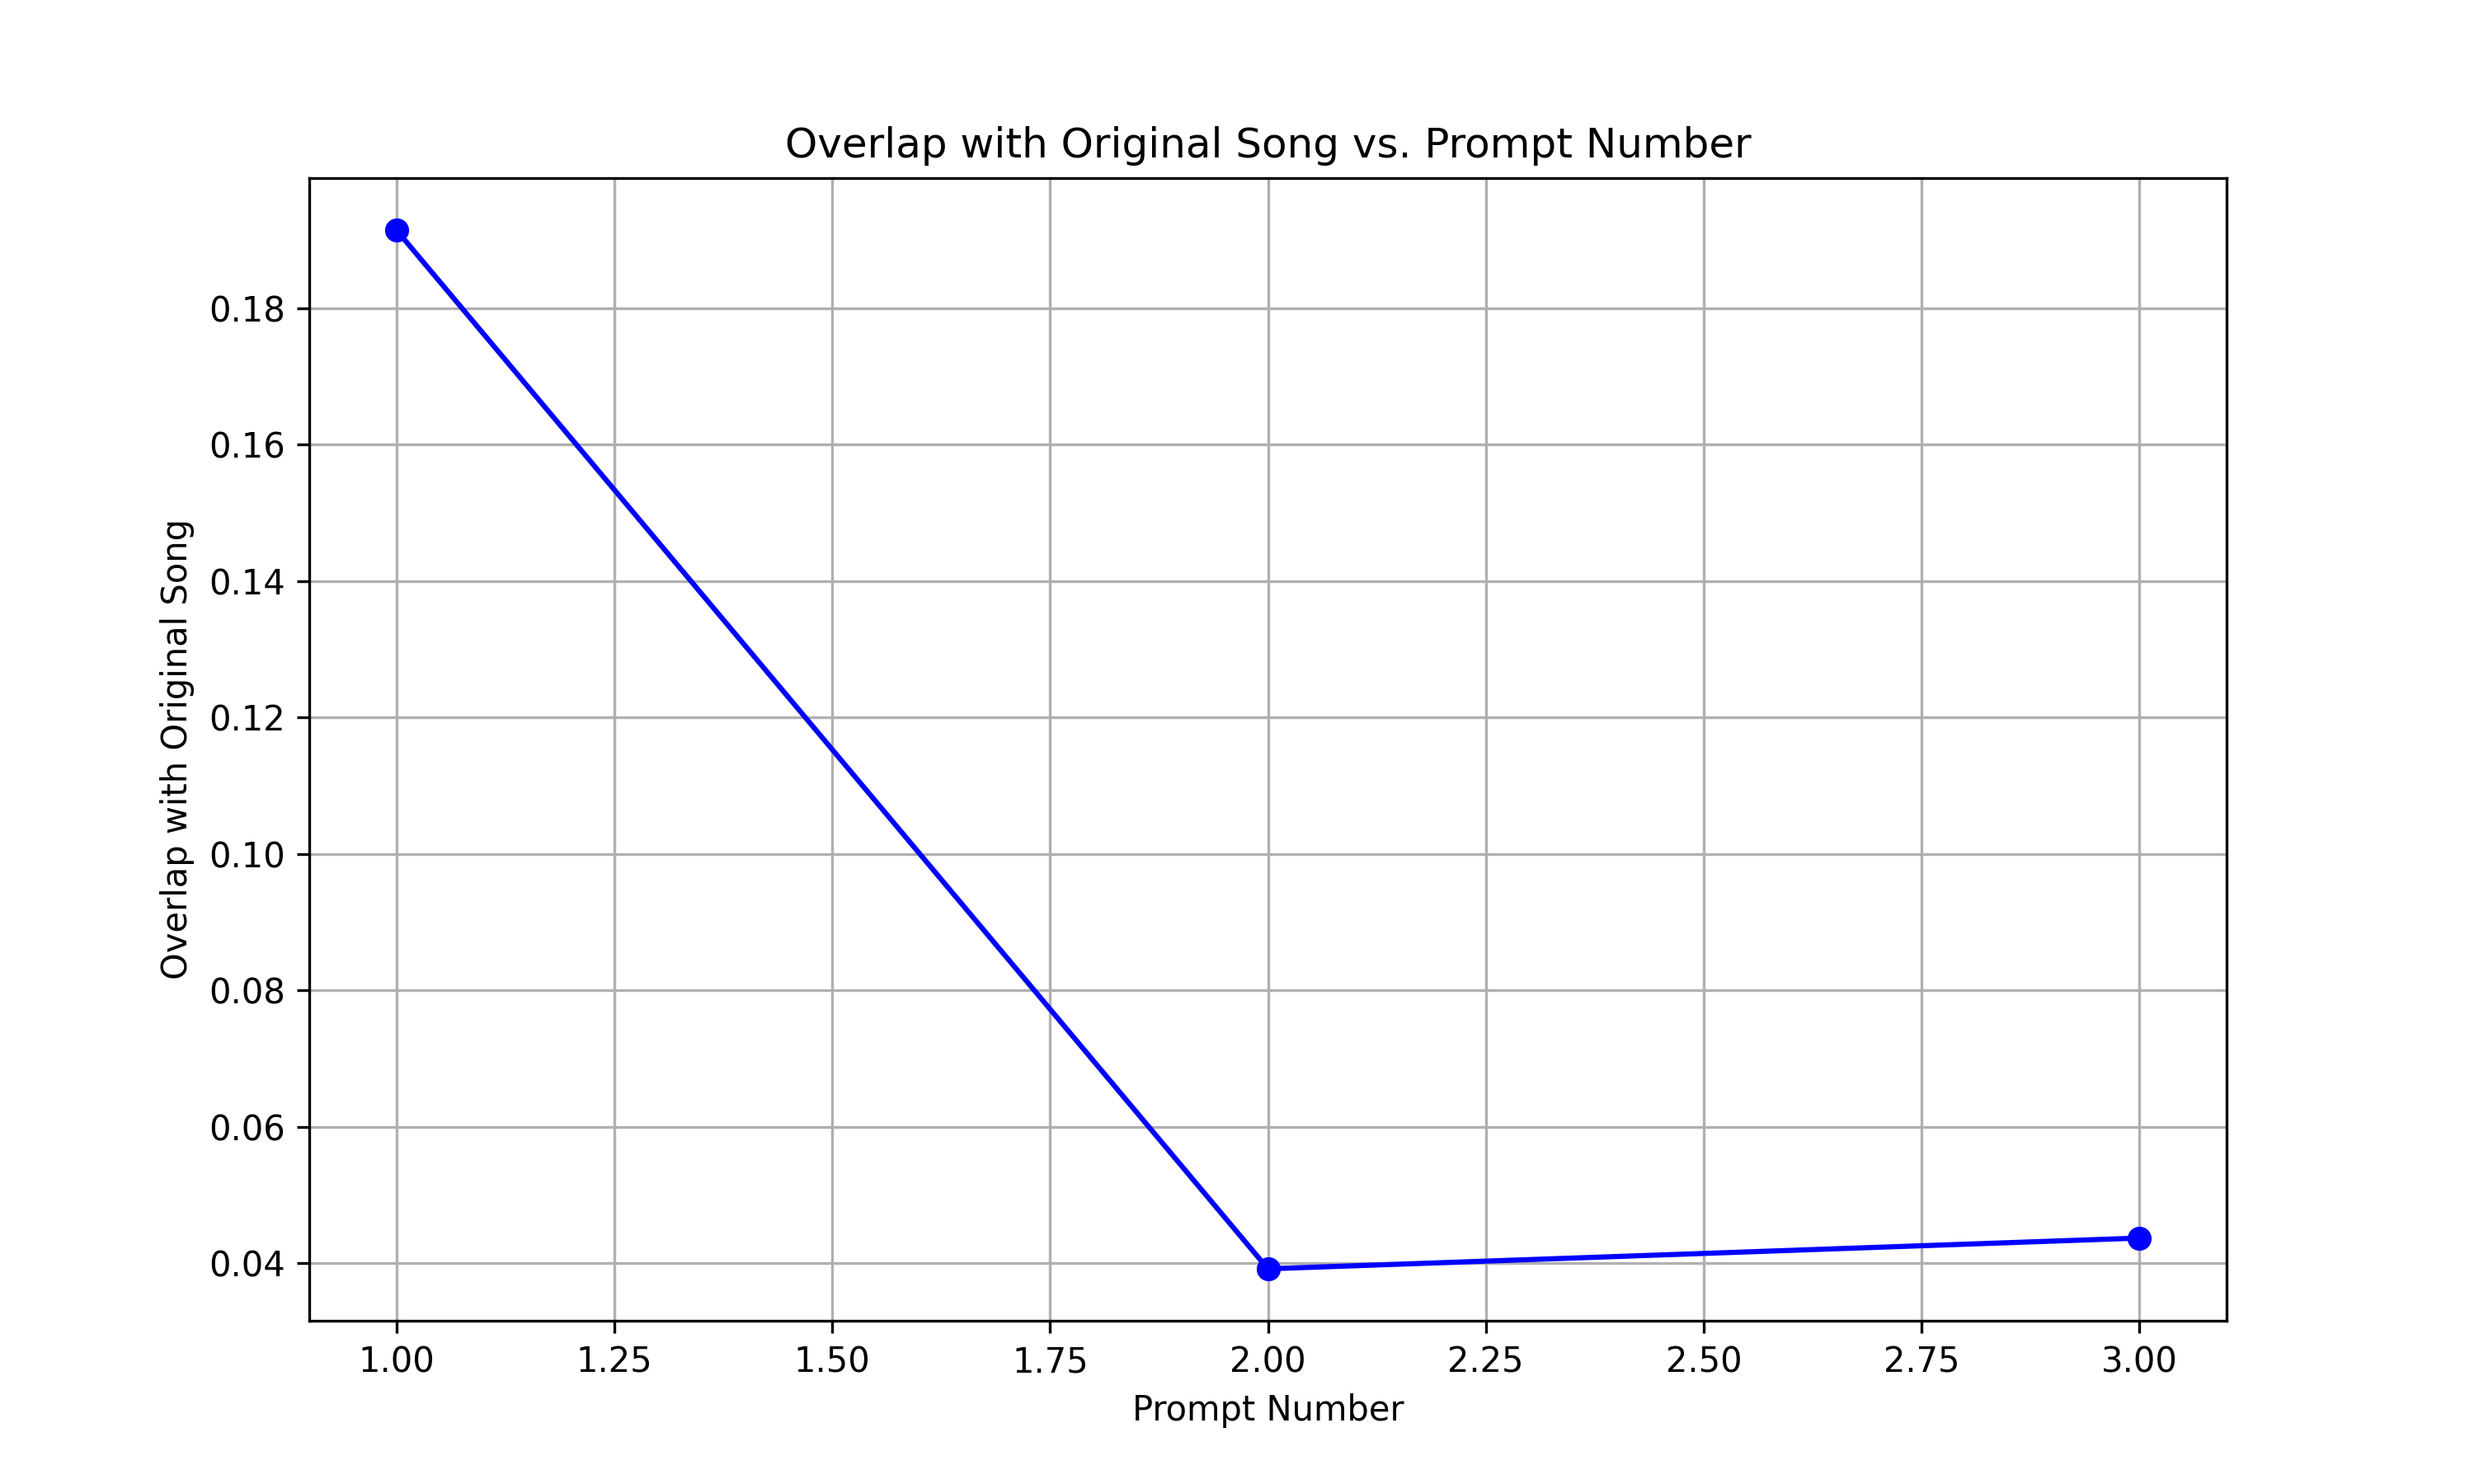 Overlap with Original Song vs. Prompt Number
Overlap with Original Song
0.18
0.16
0.14
0.12
0.10
0.08
0.06
0.04
1.00 1.25 1.50 1.75 2.00 2.25 2.50 2.75 3.00
Prompt Number